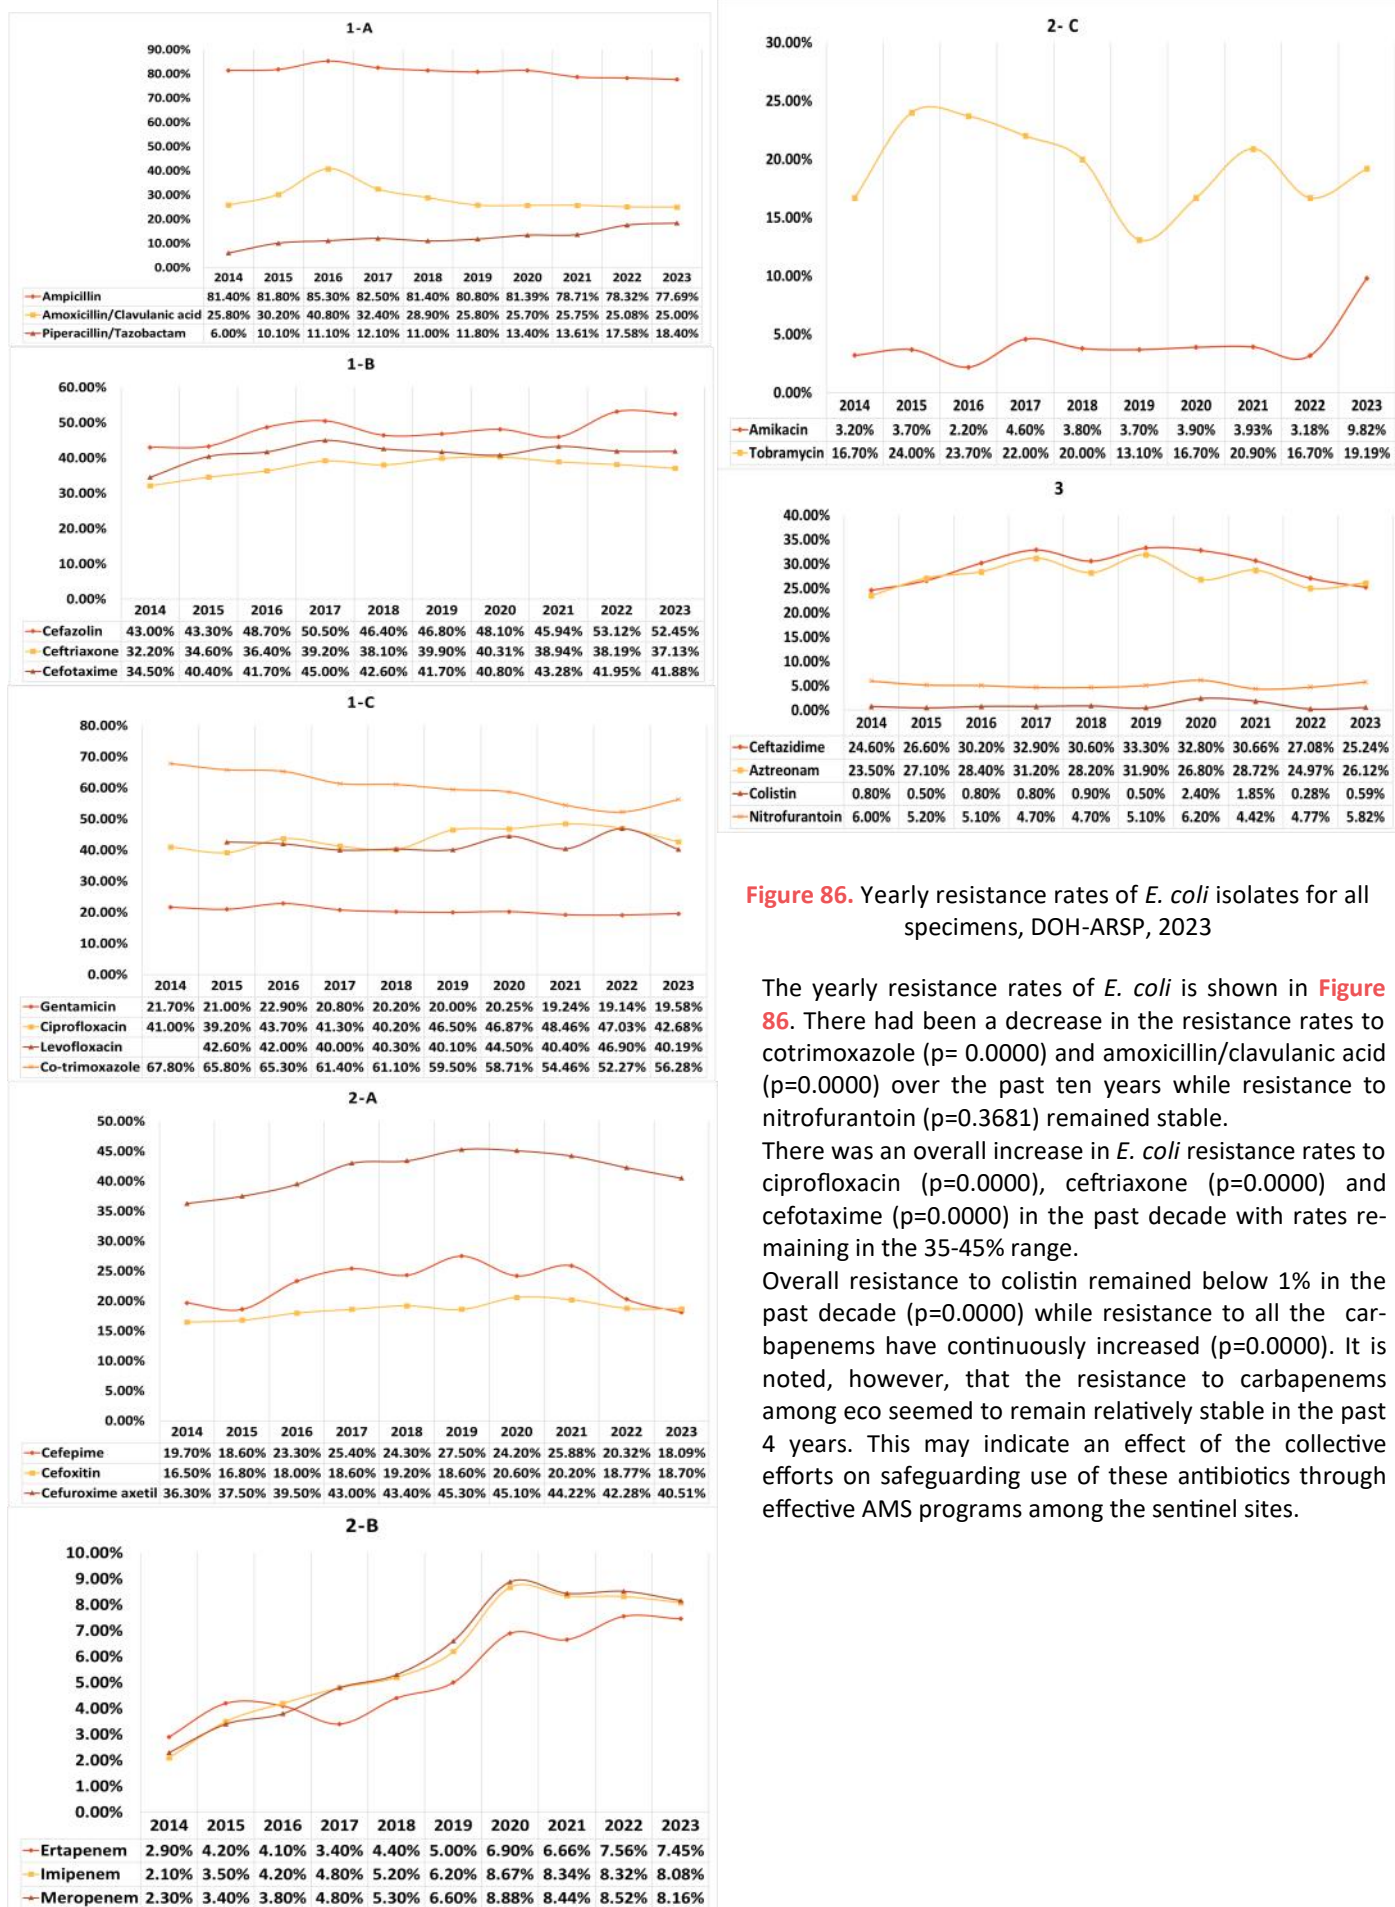 1-A
90.00%
80.00%
70.00%
60.00%
50.00%
40.00%
30.00%
20.00%
10.00%
0.00%
2014 2015 2016 2017 2018 2019 2020 2021 2022 2023
Ampicillin 81.40% 81.80% 85.30% 82.50% 81.40% 80.80% 81.39% 78.71% 78.32% 77.69%
Amoxicillin/Clavulanic acid 25.80% 30.20% 40.80% 32.40% 28.90% 25.80% 25.70% 25.75% 25.08% 25.00%
Piperacillin/Tazobactam 6.00% 10.10% 11.10% 12.10% 11.00% 11.80% 13.40% 13.61% 17.58% 18.40%
1-B
60.00%
50.00%
40.00%
30.00%
20.00%
10.00%
0.00%
2014 2015 2016 2017 2018 2019 2020 2021 2022 2023
Cefazolin 43.00% 43.30% 48.70% 50.50% 46.40% 46.80% 48.10% 45.94% 53.12% 52.45%
Ceftriaxone 32.20% 34.60% 36.40% 39.20% 38.10% 39.90% 40.31% 38.94% 38.19% 37.13%
Cefotaxime 34.50% 40.40% 41.70% 45.00% 42.60% 41.70% 40.80% 43.28% 41.95% 41.88%
1-C
80.00%
70.00%
60.00%
50.00%
40.00%
30.00%
20.00%
10.00%
0.00%
2014 2015 2016 2017 2018 2019 2020 2021 2022 2023
Gentamicin 21.70% 21.00% 22.90% 20.80% 20.20% 20.00% 20.25% 19.24% 19.14% 19.58%
Ciprofloxacin 41.00% 39.20% 43.70% 41.30% 40.20% 46.50% 46.87% 48.46% 47.03% 42.68%
Levofloxacin 42.60% 42.00% 40.00% 40.30% 40.10% 44.50% 40.40% 46.90% 40.19%
Co-trimoxazole 67.80% 65.80% 65.30% 61.40% 61.10% 59.50% 58.71% 54.46% 52.27% 56.28%
2-A
50.00%
45.00%
40.00%
35.00%
30.00%
25.00%
20.00%
15.00%
10.00%
5.00%
0.00%
2014 2015 2016 2017 2018 2019 2020 2021 2022 2023
Cefepime 19.70% 18.60% 23.30% 25.40% 24.30% 27.50% 24.20% 25.88% 20.32% 18.09%
Cefoxitin 16.50% 16.80% 18.00% 18.60% 19.20% 18.60% 20.60% 20.20% 18.77% 18.70%
Cefuroxime axetil 36.30% 37.50% 39.50% 43.00% 43.40% 45.30% 45.10% 44.22% 42.28% 40.51%
2-B
10.00%
9.00%
8.00%
7.00%
6.00%
5.00%
4.00%
3.00%
2.00%
1.00%
0.00%
2014 2015 2016 2017 2018 2019 2020 2021 2022 2023
Ertapenem 2.90% 4.20% 4.10% 3.40% 4.40% 5.00% 6.90% 6.66% 7.56% 7.45%
Imipenem 2.10% 3.50% 4.20% 4.80% 5.20% 6.20% 8.67% 8.34% 8.32% 8.08%
Meropenem 2.30% 3.40% 3.80% 4.80% 5.30% 6.60% 8.88% 8.44% 8.52% 8.16%
2- C
30.00%
25.00%
20.00%
15.00%
10.00%
5.00%
0.00%
2014 2015 2016 2017 2018 2019 2020 2021 2022 2023
Amikacin 3.20% 3.70% 2.20% 4.60% 3.80% 3.70% 3.90% 3.93% 3.18% 9.82%
Tobramycin 16.70% 24.00% 23.70% 22.00% 20.00% 13.10% 16.70% 20.90% 16.70% 19.19%
3
40.00%
35.00%
30.00%
25.00%
20.00%
15.00%
10.00%
5.00%
0.00%
2014 2015 2016 2017 2018 2019 2020 2021 2022 2023
Ceftazidime 24.60% 26.60% 30.20% 32.90% 30.60% 33.30% 32.80% 30.66% 27.08% 25.24%
Aztreonam 23.50% 27.10% 28.40% 31.20% 28.20% 31.90% 26.80% 28.72% 24.97% 26.12%
Colistin 0.80% 0.50% 0.80% 0.80% 0.90% 0.50% 2.40% 1.85% 0.28% 0.59%
Nitrofurantoin 6.00% 5.20% 5.10% 4.70% 4.70% 5.10% 6.20% 4.42% 4.77% 5.82%
Figure 86. Yearly resistance rates of E. coli isolates for all
specimens, DOH-ARSP, 2023
The yearly resistance rates of E. coli is shown in Figure
86. There had been a decrease in the resistance rates to
cotrimoxazole (p= 0.0000) and amoxicillin/clavulanic acid
(p=0.0000) over the past ten years while resistance to
nitrofurantoin (p=0.3681) remained stable.
There was an overall increase in E. coli resistance rates to
ciprofloxacin (p=0.0000), ceftriaxone (p=0.0000) and
cefotaxime (p=0.0000) in the past decade with rates re-
maining in the 35-45% range.
Overall resistance to colistin remained below 1% in the
past decade (p=0.0000) while resistance to all the car-
bapenems have continuously increased (p=0.0000). It is
noted, however, that the resistance to carbapenems
among eco seemed to remain relatively stable in the past
4 years. This may indicate an effect of the collective
efforts on safeguarding use of these antibiotics through
effective AMS programs among the sentinel sites.